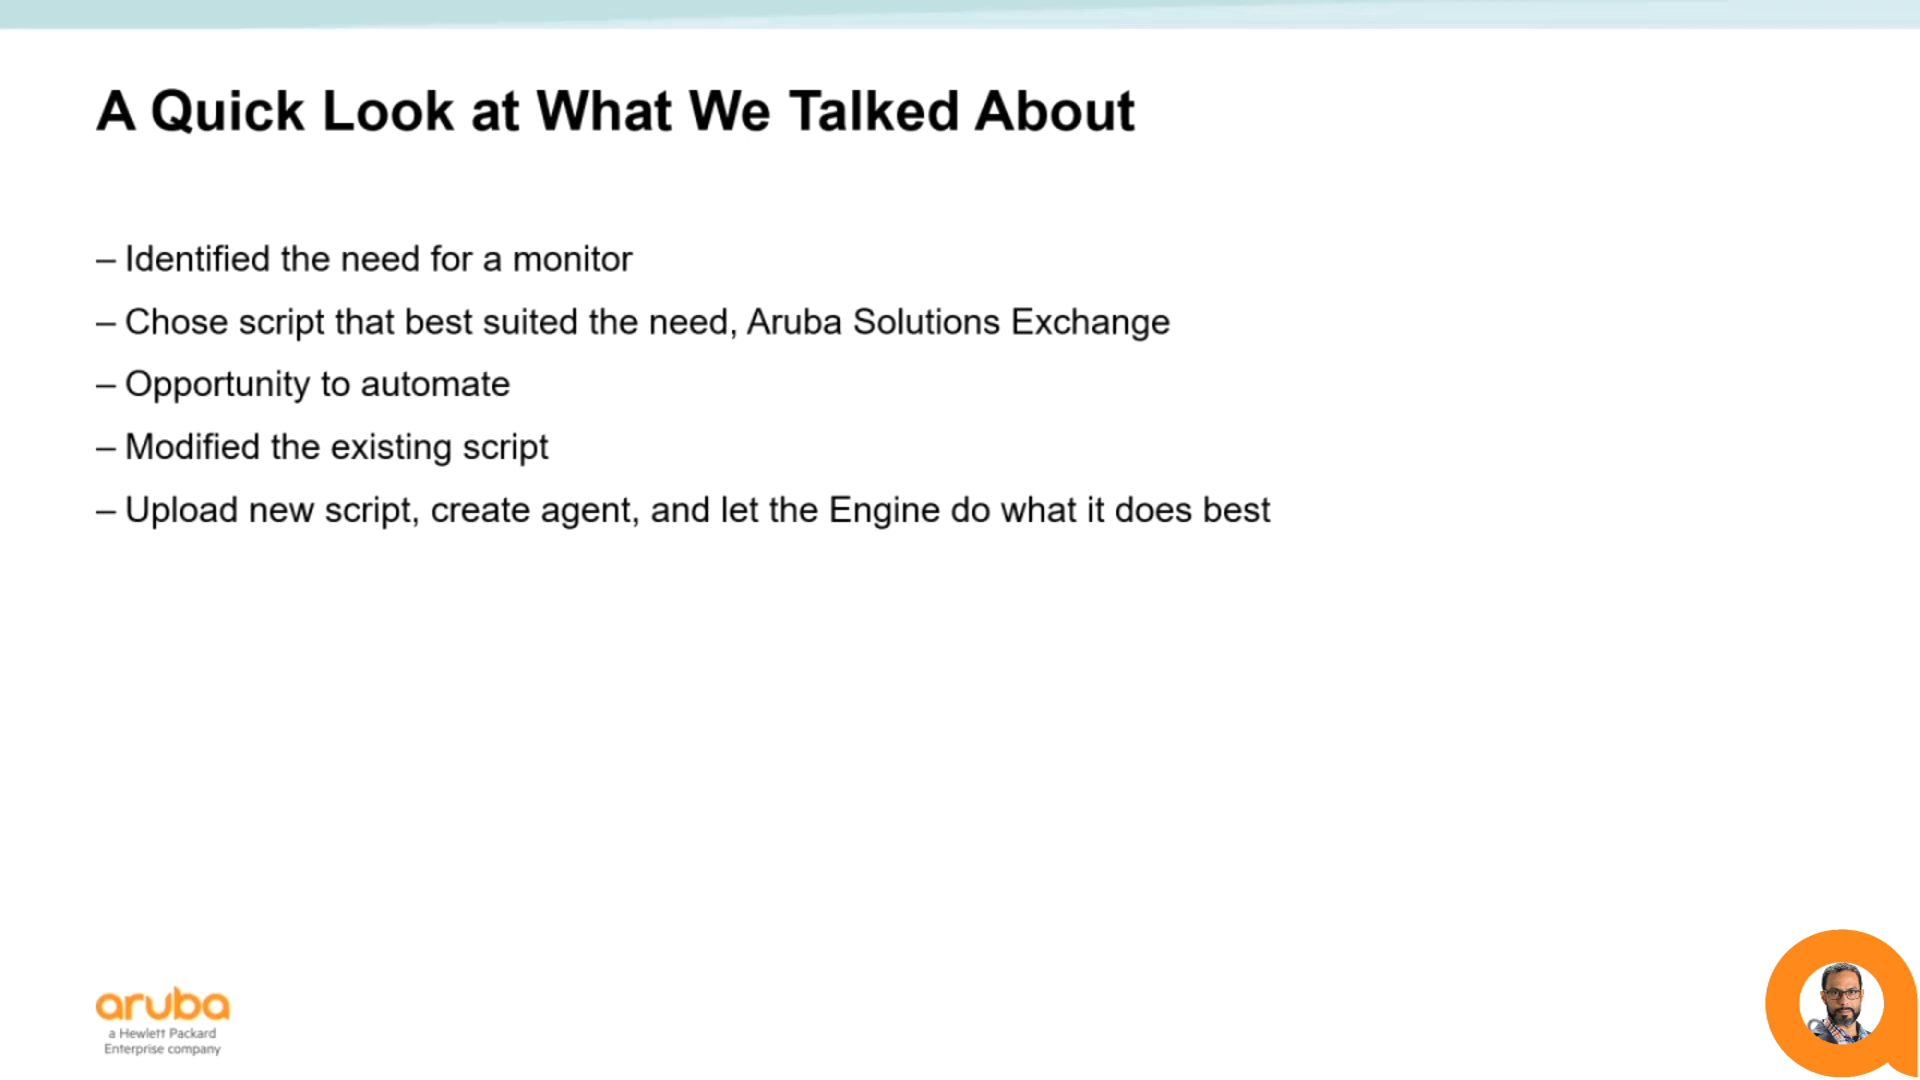 A Quick Look at What We Talked About
– Identified the need for a monitor
– Chose script that best suited the need, Aruba Solutions Exchange
– Opportunity to automate
– Modified the existing script
– Upload new script, create agent, and let the Engine do what it does best
aruba
a Hewlett Packard
Enterprise company